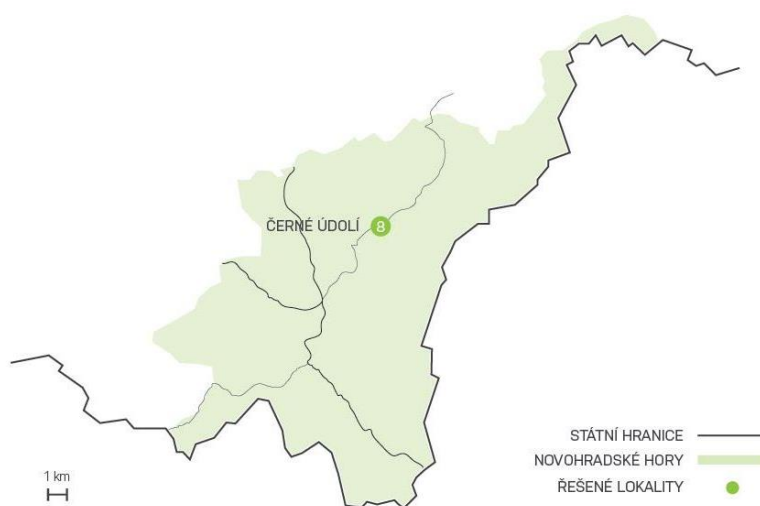 ČERNÉ ÚDOLÍ 8
STÁTNÍ HRANICE
NOVOHRADSKÉ HORY
ŘEŠENÉ LOKALITY
1 km